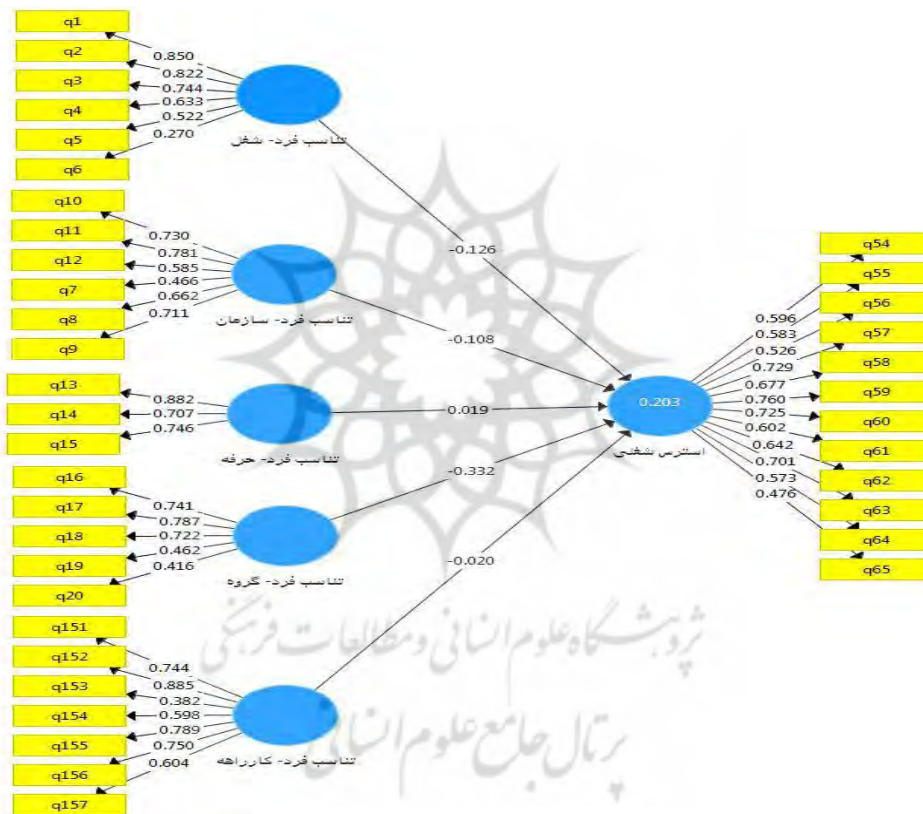 q1
q2
q3
q4
q5
q6
0.850
0.822
0.744
0.633
0.522
0.270
تناسب فرد- شغل
q10
q11
q12
q7
q8
q9
0.730
0.781
0.585
0.466
0.662
0.711
تناسب فرد- سازمان
q13
q14
q15
0.882
0.707
0.746
تناسب فرد- حرفه
q16
q17
q18
q19
q20
0.741
0.787
0.722
0.462
0.416
تناسب فرد- گروه
q151
q152
q153
q154
q155
q156
q157
0.744
0.885
0.382
0.598
0.789
0.750
0.604
تناسب فرد- کارراهه
-0.126
-0.108
0.019
-0.332
-0.020
0.203
استرس شغلی
0.596
0.583
0.526
0.729
0.677
0.760
0.725
0.602
0.642
0.701
0.573
0.476
q54
q55
q56
q57
q58
q59
q60
q61
q62
q63
q64
q65
پژوهشگاه علوم انسانی و مطالعات فرهنگی
پرتال جامع علوم انسانی